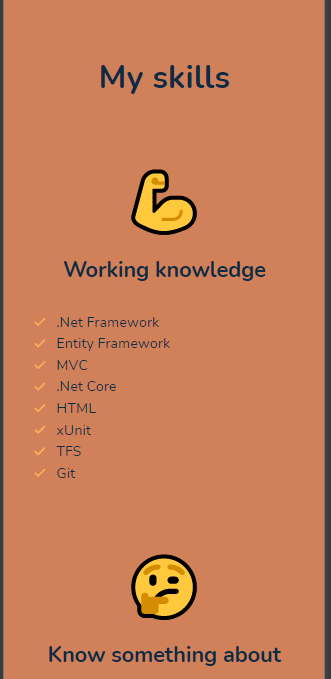 My skills
Working knowledge
.Net Framework
Entity Framework
MVC
.Net Core
HTML
xUnit
TFS
Git
Know something about